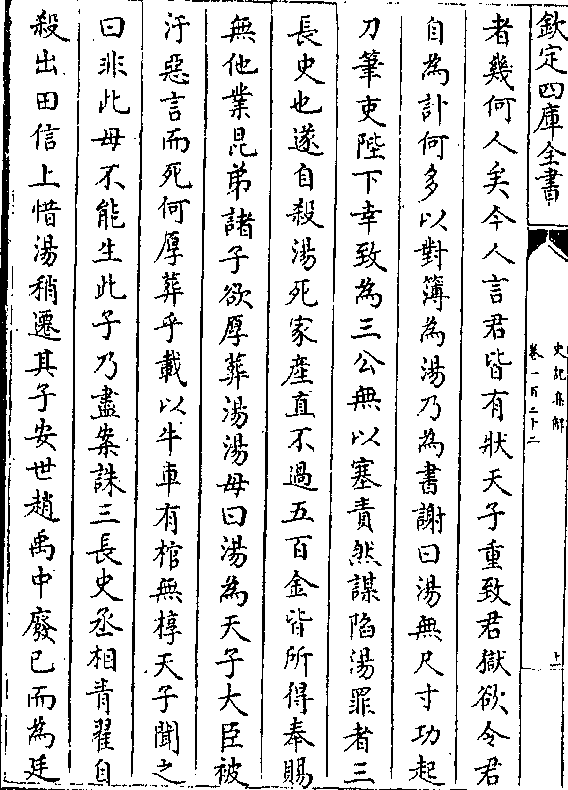 欽定四庫全書
史記集解
卷一百二十二
上
者幾何人矣今人言君皆有狀天子重致君獄欲令君
自為計何多以對簿為湯乃為書謝曰湯無尺寸功起
刀筆吏陛下幸致為三公無以塞責然謀陷湯罪者三
長史也遂自殺湯死家產直不過五百金皆所得奉賜
無他業昆弟諸子欲厚葬湯湯母曰湯為天子大臣被
汙惡言而死何厚葬乎載以牛車有棺無椁天子聞之
曰非此母不能生此子乃盡案誅三長史丞相青翟自
殺出田信上惜湯稍遷其子安世趙禹中廢已而為廷